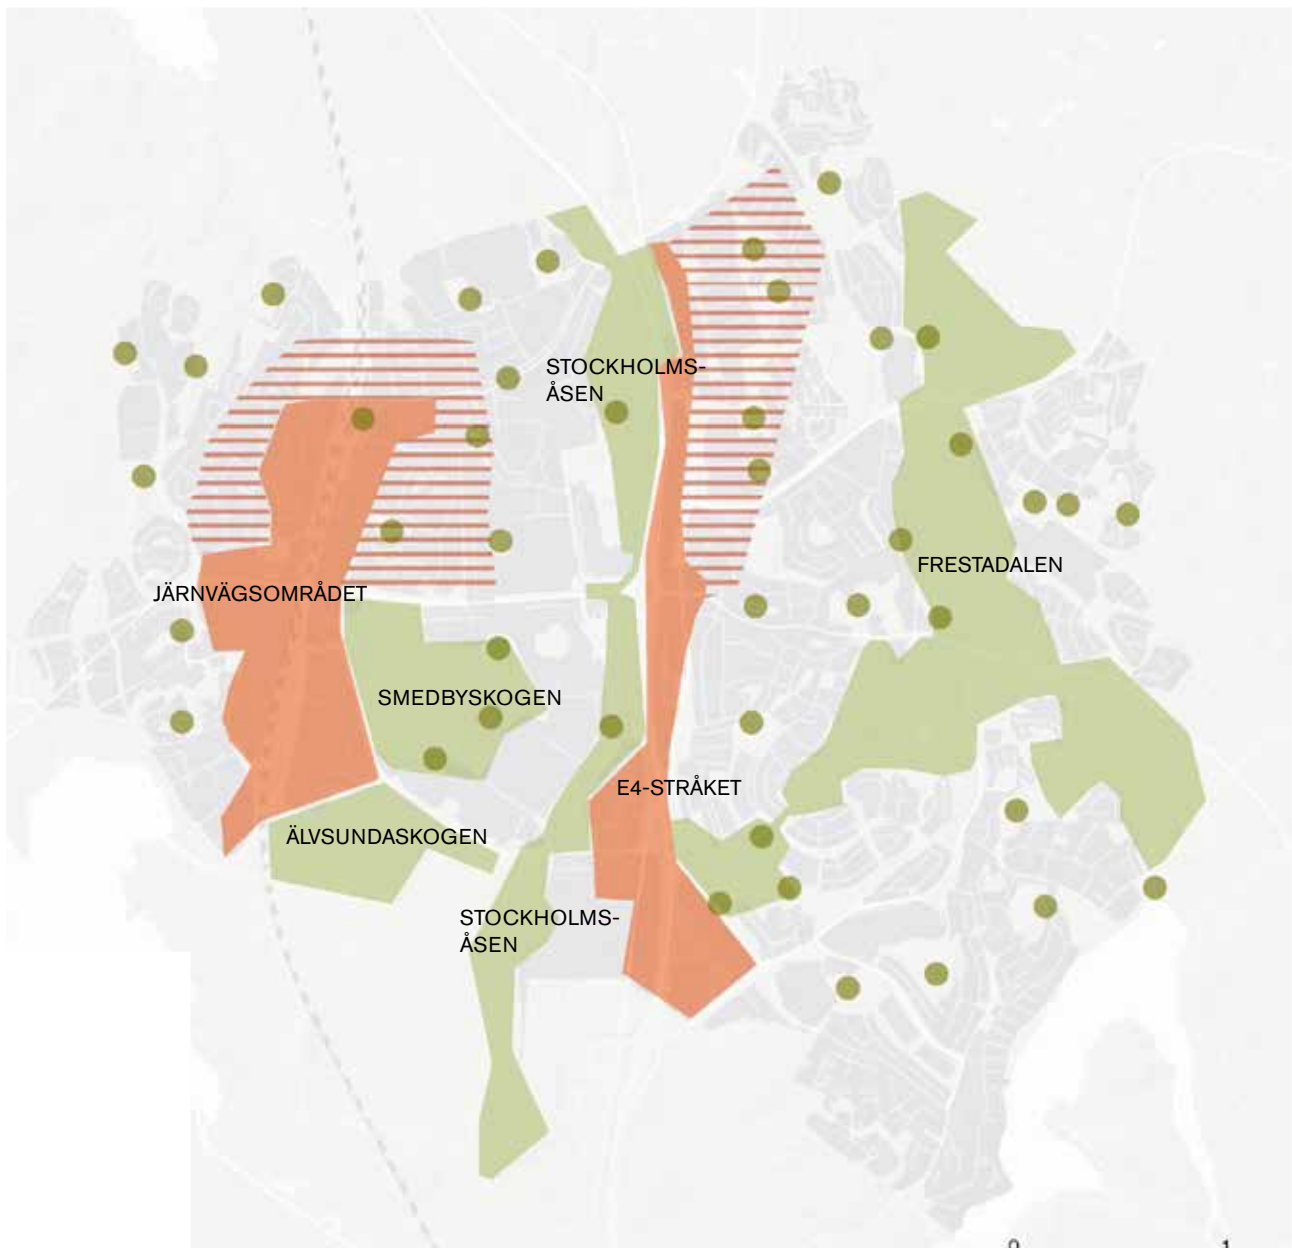 STOCKHOLMS-
ÅSEN
FRESTADALEN
JÄRNVÄGSOMRÅDET
SMEDBYSKOGEN
E4-STRÅKET
ÄLVSUNDASKOGEN
STOCKHOLMS-
ÅSEN
0 1